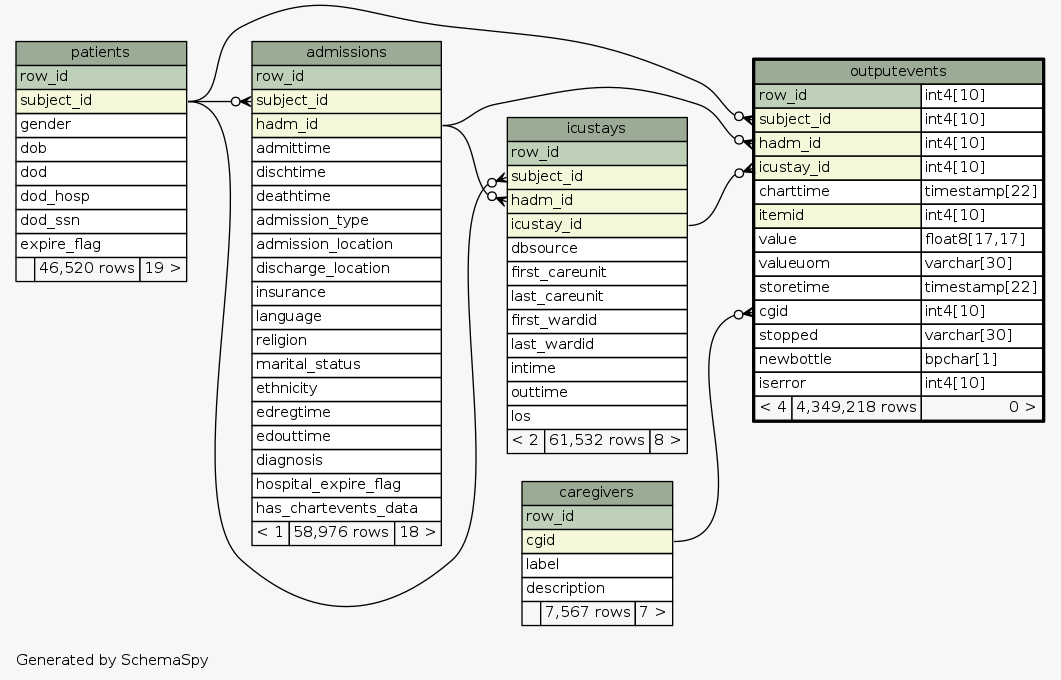 patients
row_id
subject_id
gender
dob
dod
dod_hosp
dod_ssn
expire_flag
46,520 rows 19 >
admissions
row_id
subject_id
hadm_id
admittime
dischtime
deathtime
admission_type
admission_location
discharge_location
insurance
language
religion
marital_status
ethnicity
edregtime
edouttime
diagnosis
hospital_expire_flag
has_chartevents_data
< 1 58,976 rows 18 >
icustays
row_id
subject_id
hadm_id
icustay_id
dbsource
first_careunit
last_careunit
first_wardid
last_wardid
intime
outtime
los
< 2 61,532 rows 8 >
caregivers
row_id
cgid
label
description
7,567 rows 7 >
outputevents
row_id int4[10]
subject_id int4[10]
hadm_id int4[10]
icustay_id int4[10]
charttime timestamp[22]
itemid int4[10]
value float8[17,17]
valueuom varchar[30]
storetime timestamp[22]
cgid int4[10]
stopped varchar[30]
newbottle bpchar[1]
iserror int4[10]
< 4 4,349,218 rows 0 >
Generated by SchemaSpy